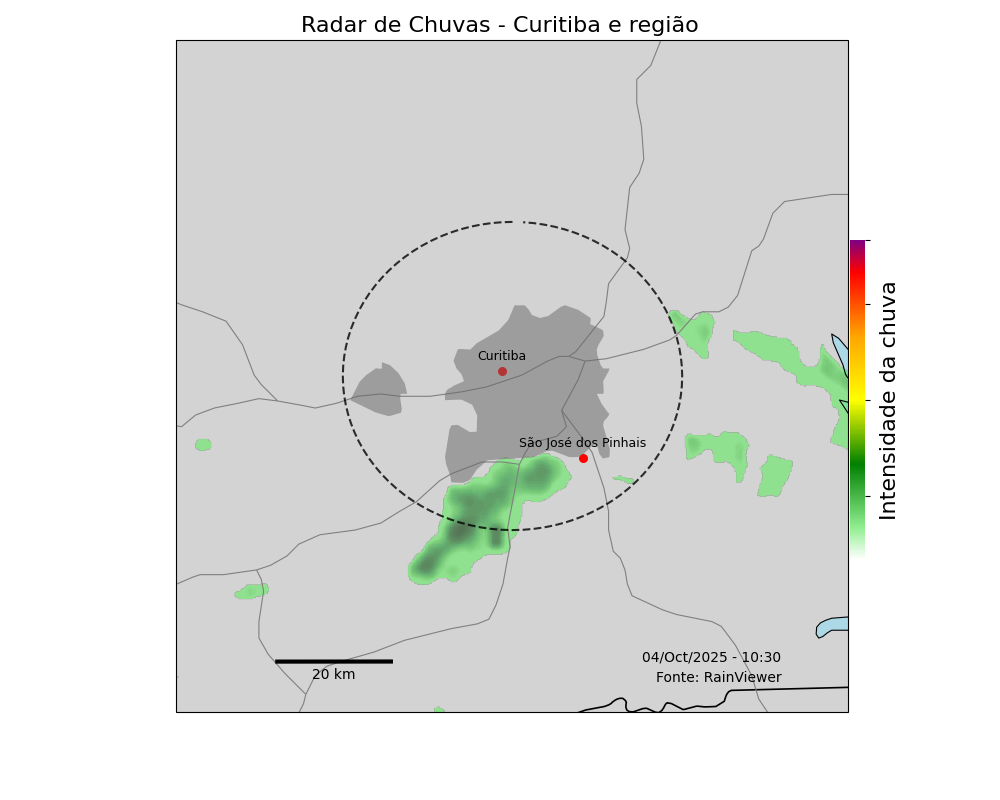 Radar de Chuvas - Curitiba e região
Curitiba
São José dos Pinhais
Intensidade da chuva
04/Oct/2025 - 10:30
Fonte: RainViewer
20 km